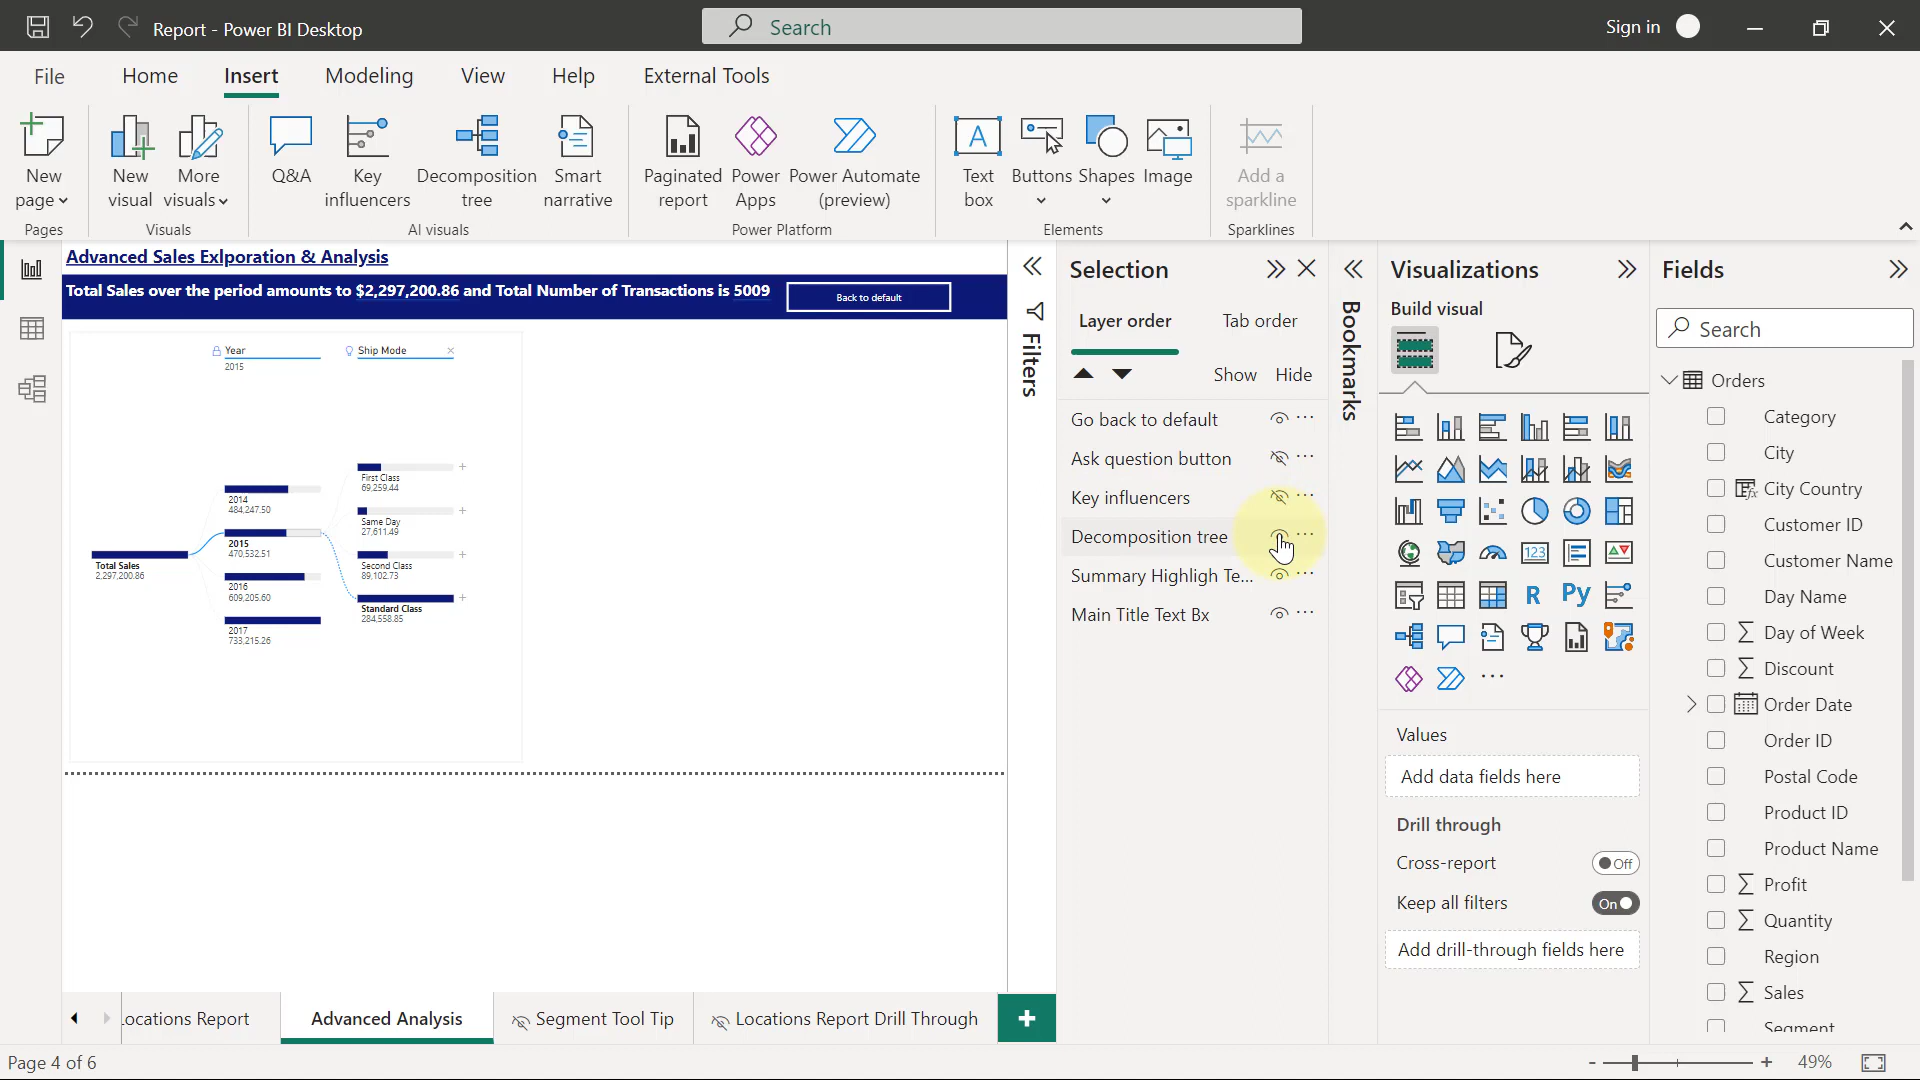 Report - Power BI Desktop
Search
Sign in
File
Home
Insert
Modeling
View
Help
External Tools
New page
New visual
More visuals
Q&A
Key influencers
Decomposition tree
Smart narrative
Paginated report
Power Apps
Power Automate (preview)
Text box
Buttons
Shapes
Image
Add a sparkline
Pages
Visuals
AI visuals
Power Platform
Elements
Sparklines
Advanced Sales Exlporation & Analysis
Total Sales over the period amounts to $2,297,200.86 and Total Number of Transactions is 5009
Back to default
Year
2015
Ship Mode
Total Sales
2,297,200.86
2014
484,247.50
2015
470,532.51
2016
609,205.60
2017
733,215.26
First Class
69,259.44
Same Day
27,611.49
Second Class
89,102.73
Standard Class
284,558.85
Filters
Selection
Layer order
Tab order
Show
Hide
Go back to default
Ask question button
Key influencers
Decomposition tree
Summary Highligh Te...
Main Title Text Bx
Bookmarks
Visualizations
Build visual
123
R
Py
Values
Add data fields here
Drill through
Cross-report
Off
Keep all filters
On
Add drill-through fields here
Fields
Search
Orders
Category
City
City Country
Customer ID
Customer Name
Day Name
Day of Week
Discount
Order Date
Order ID
Postal Code
Product ID
Product Name
Profit
Quantity
Region
Sales
Segment
ocations Report
Advanced Analysis
Segment Tool Tip
Locations Report Drill Through
Page 4 of 6
49%